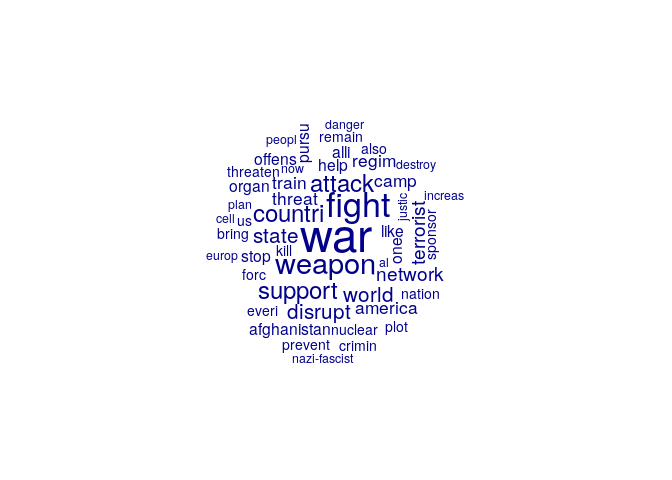 danger
peopl
pursu
remain
offens
alli
also
threaten
now
help
regim
destroy
organ
train
attack
camp
threat
increas
plan
countri
fight
justic
cell
us
terrorist
sponsor
bring
state
war
like
one
europ
stop
kill
weapon
al
forc
network
support
world
nation
everi
disrupt
america
afghanistan
nuclear
plot
prevent
crimin
nazi-fascist